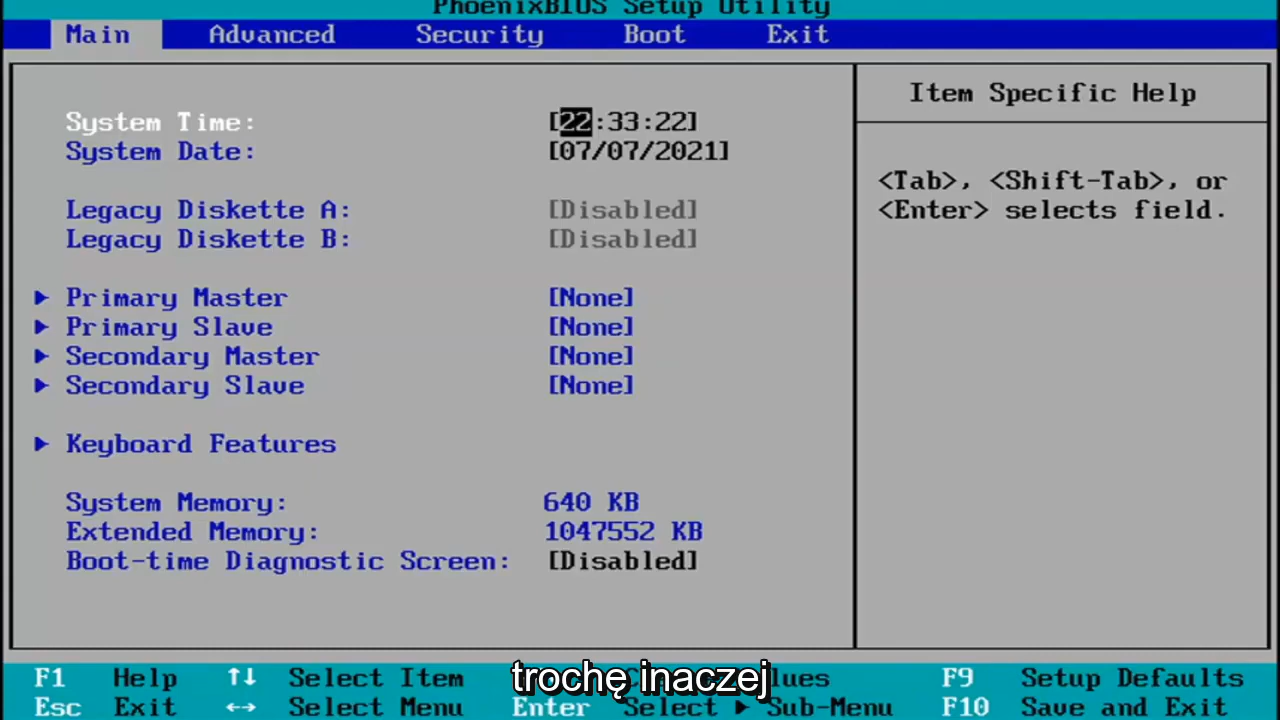 PhoenixBIOS Setup Utility
Main Advanced Security Boot Exit
Item Specific Help
System Time: [22:33:22]
System Date: [07/07/2021]
<Tab>, <Shift-Tab>, or
<Enter> selects field.
Legacy Diskette A: [Disabled]
Legacy Diskette B: [Disabled]
Primary Master [None]
Primary Slave [None]
Secondary Master [None]
Secondary Slave [None]
Keyboard Features
System Memory: 640 KB
Extended Memory: 1047552 KB
Boot-time Diagnostic Screen: [Disabled]
F1 Help ↑↓ Select Item F9 Setup Defaults
trochę inaczej
Esc Exit ↔ Select Menu Enter Select ▶ Sub-Menu F10 Save and Exit